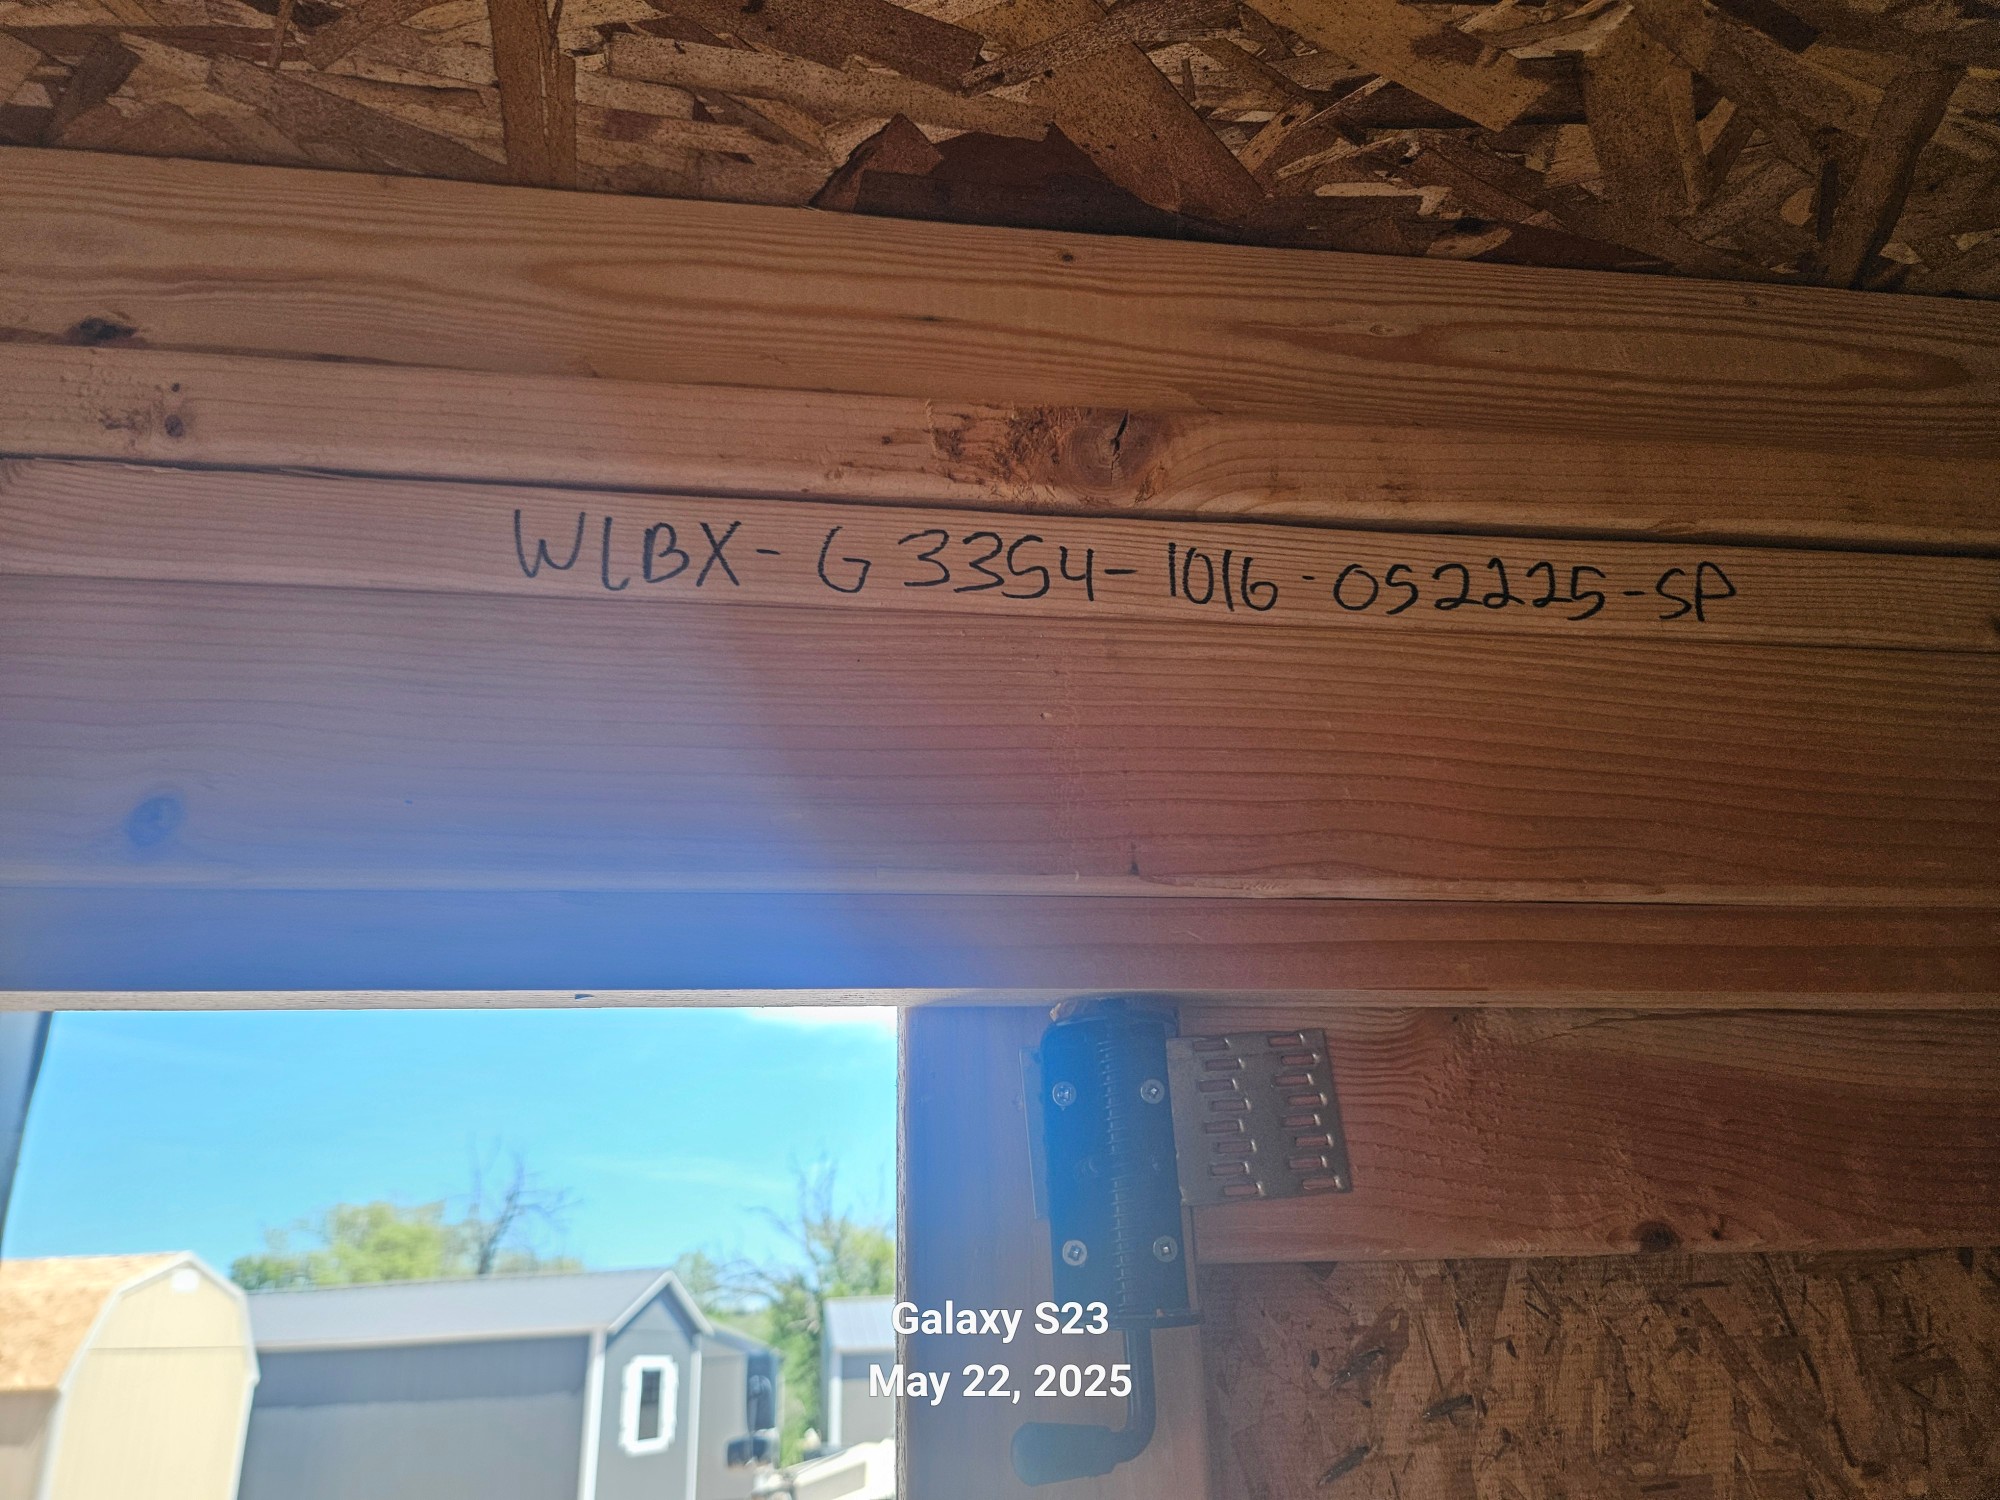 WLBX-G3354-1016-052225-SP
Galaxy S23
May 22, 2025